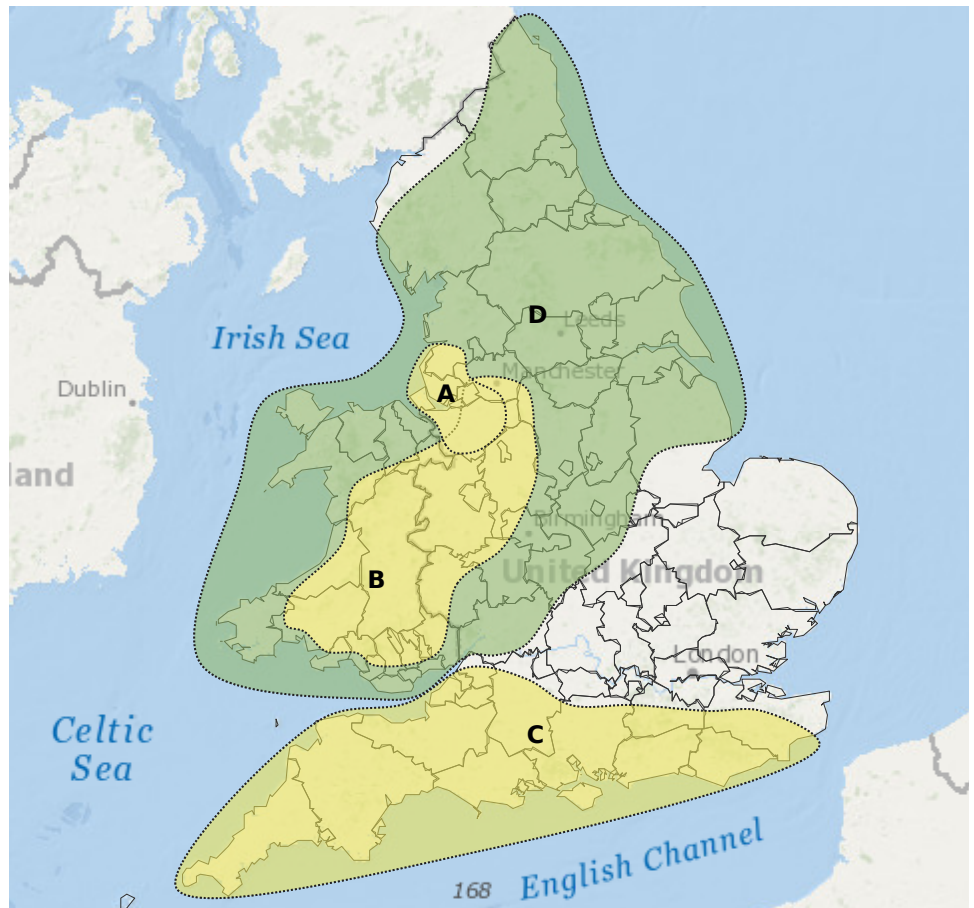 D
Leeds
Irish Sea
Manchester
Dublin
A
land
Birmingham
B
United Kingdom
London
Celtic
Sea
C
English Channel
168